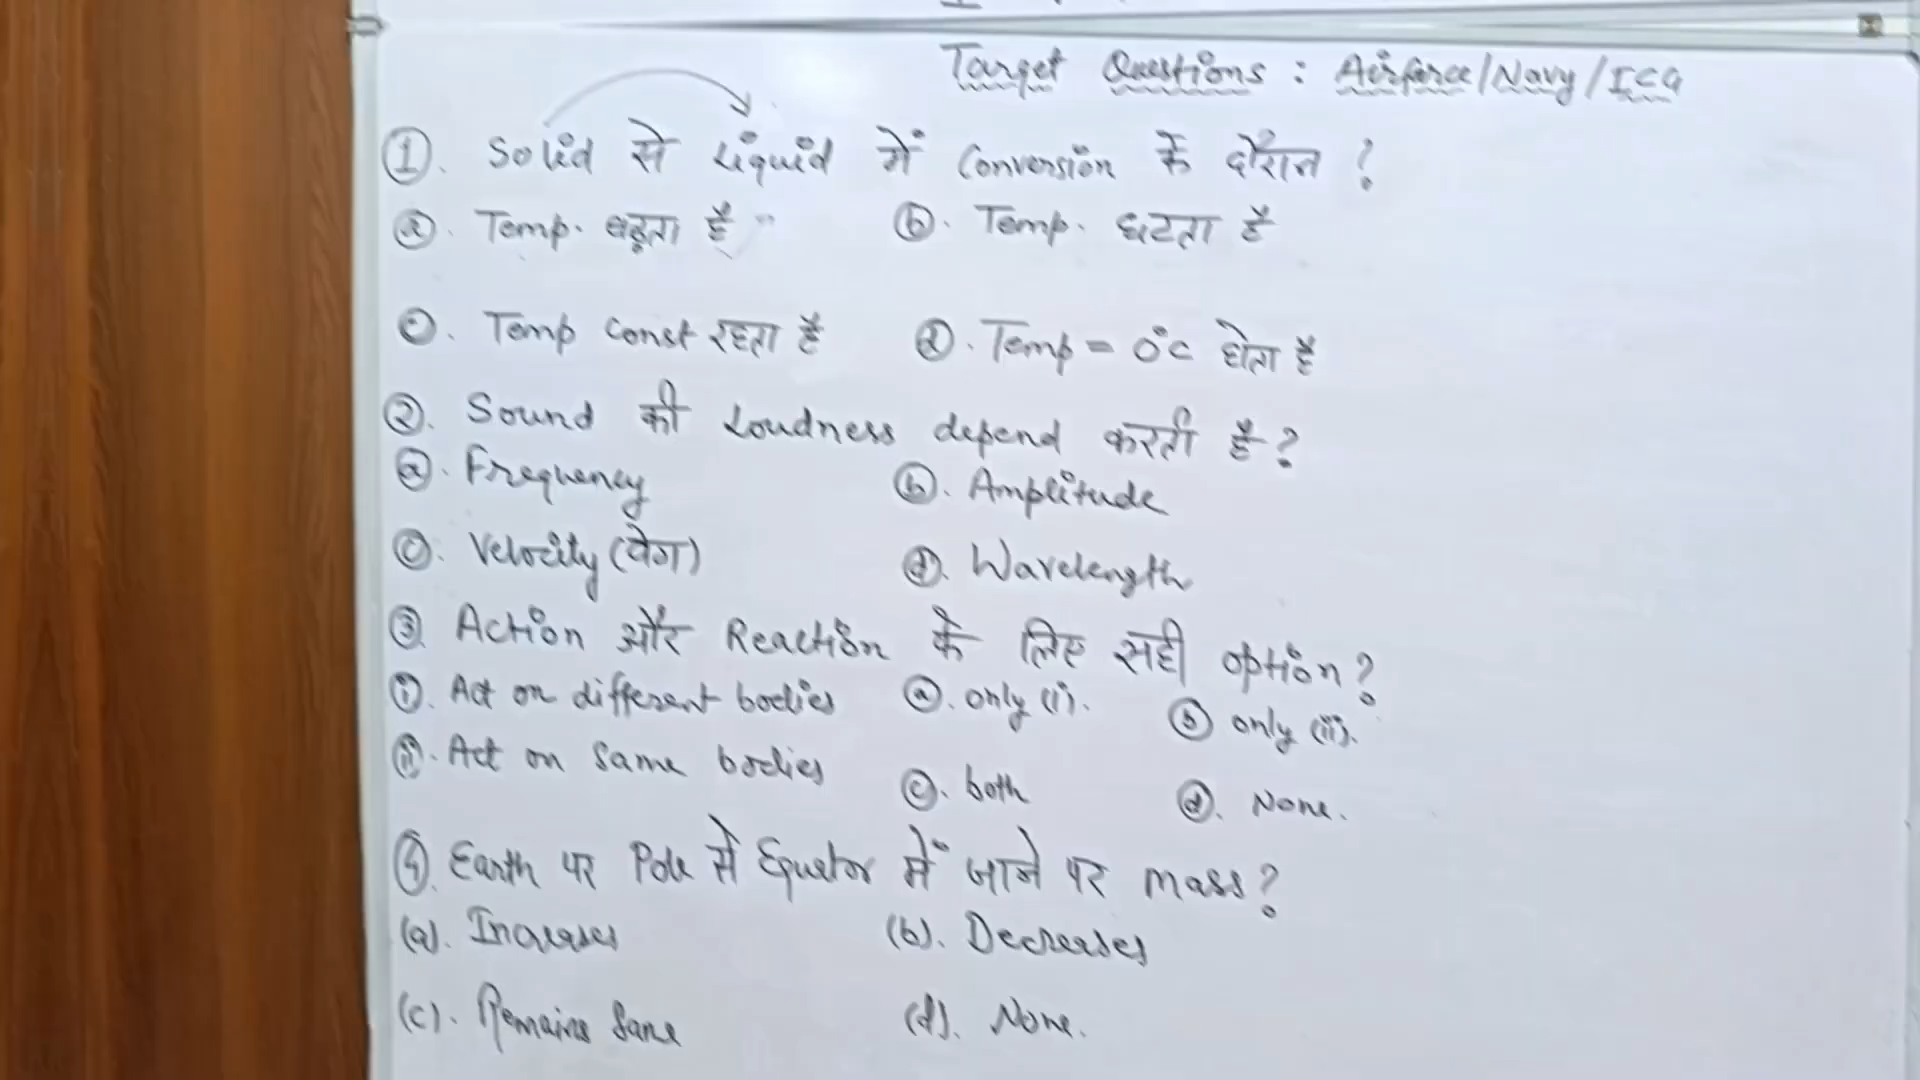 Target Questions : Airforce/Navy/ICG
①. Solid से Liquid में Conversion के दौरान ?
ⓐ. Temp. बढ़ता है ⓑ. Temp. घटता है
ⓒ. Temp Const रहता है ⓓ. Temp = 0°C होता है
②. Sound की Loudness depend करती है ?
ⓐ. Frequency ⓑ. Amplitude
ⓒ. Velocity (वेग) ⓓ. Wavelength
③. Action और Reaction के लिए सही option ?
ⓘ. Act on different bodies ⓐ. only (i). ⓑ only (ii).
ii. Act on same bodies ⓒ. both ⓓ. None.
④. Earth पर Pole से Equator में जाने पर mass ?
(a). Increases (b). Decreases
(c). Remains Same (d). None.